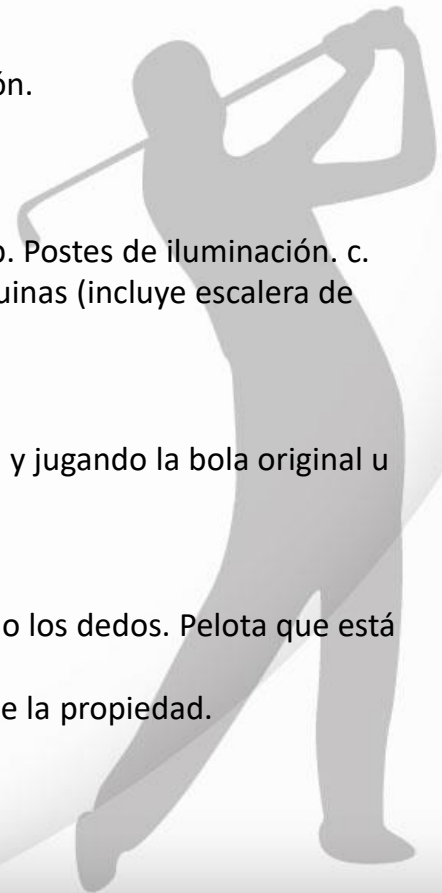 ón.
o. Postes de iluminación. c.
uinas (incluye escalera de
y jugando la bola original u
o los dedos. Pelota que está
e la propiedad.